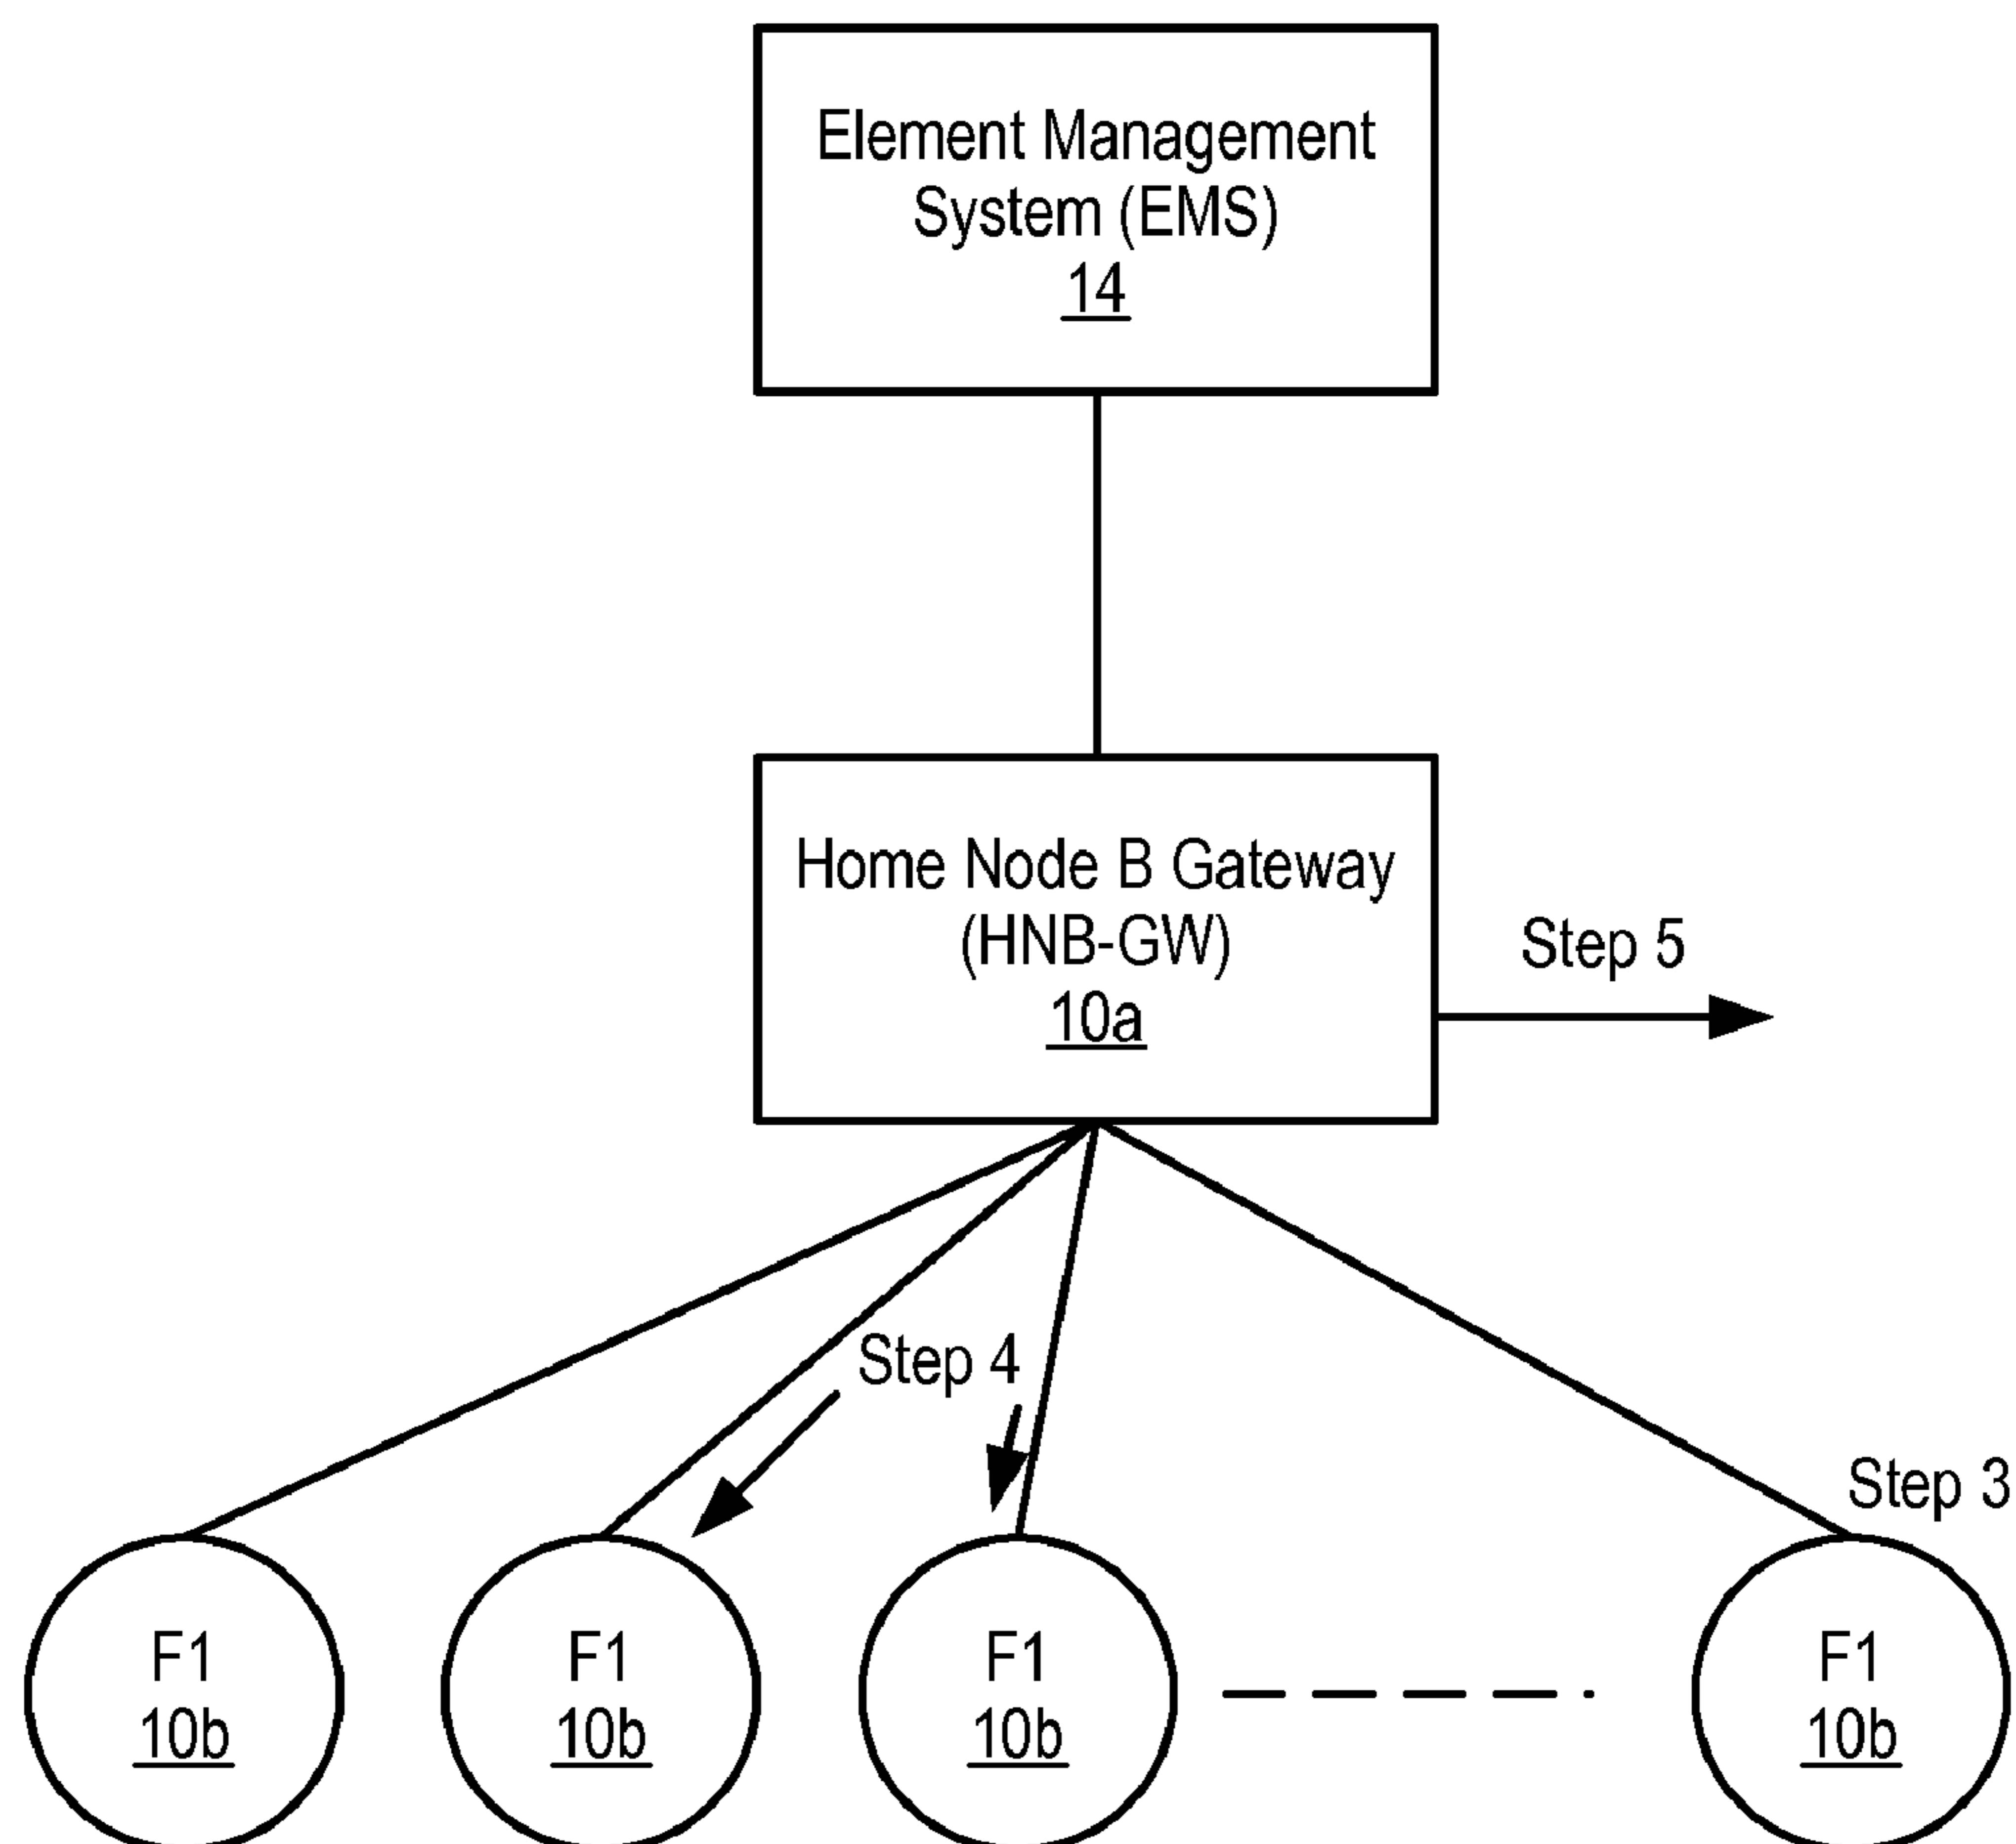 Element Management
System (EMS)
14
Home Node B Gateway
(HNB-GW)
10a
Step 5
Step 4
Step 3
F1
10b
F1
10b
F1
10b
F1
10b